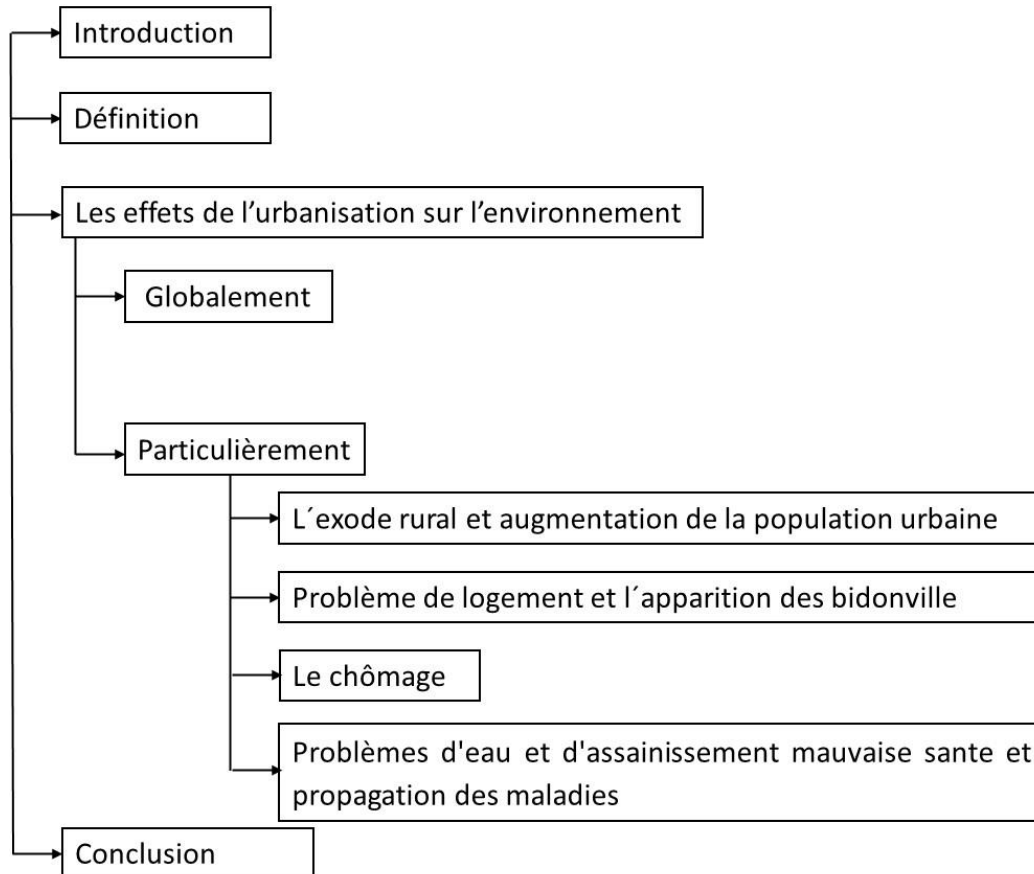 Introduction
Définition
Les effets de l’urbanisation sur l’environnement
Globalement
Particulièrement
L´exode rural et augmentation de la population urbaine
Problème de logement et l´apparition des bidonville
Le chômage
Problèmes d'eau et d'assainissement mauvaise sante et
propagation des maladies
Conclusion